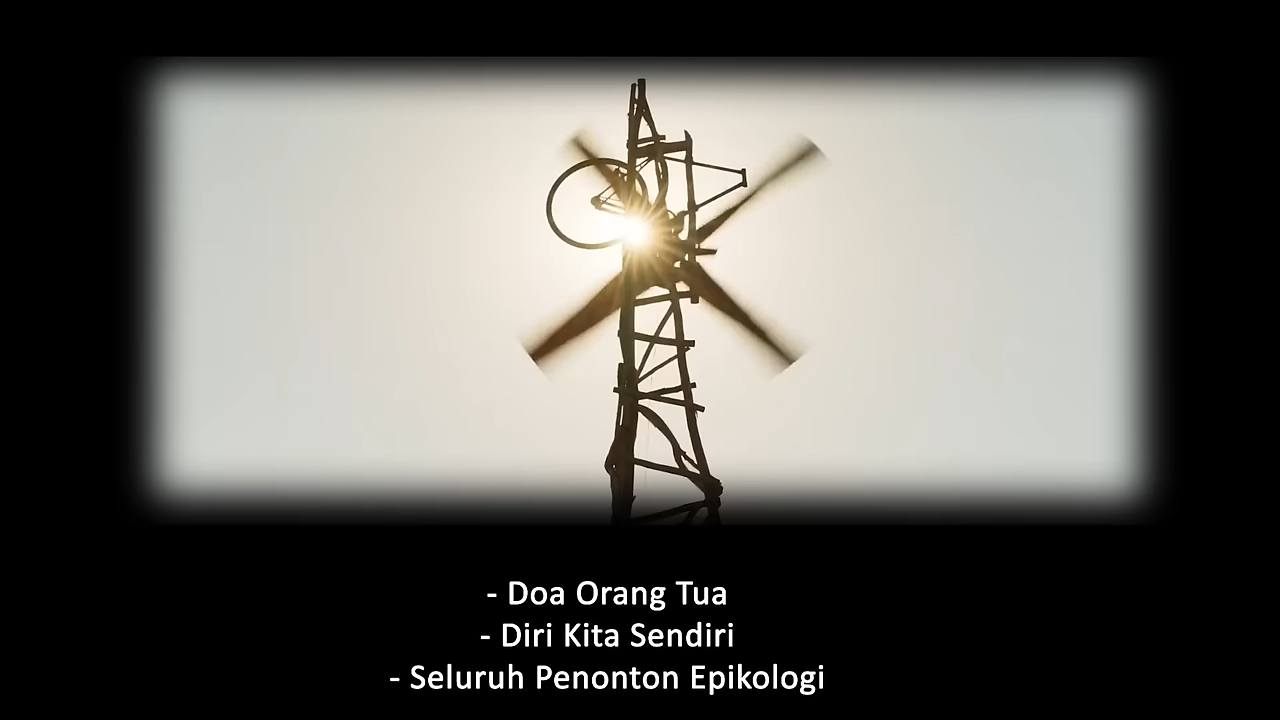 - Doa Orang Tua
- Diri Kita Sendiri
- Seluruh Penonton Epikologi